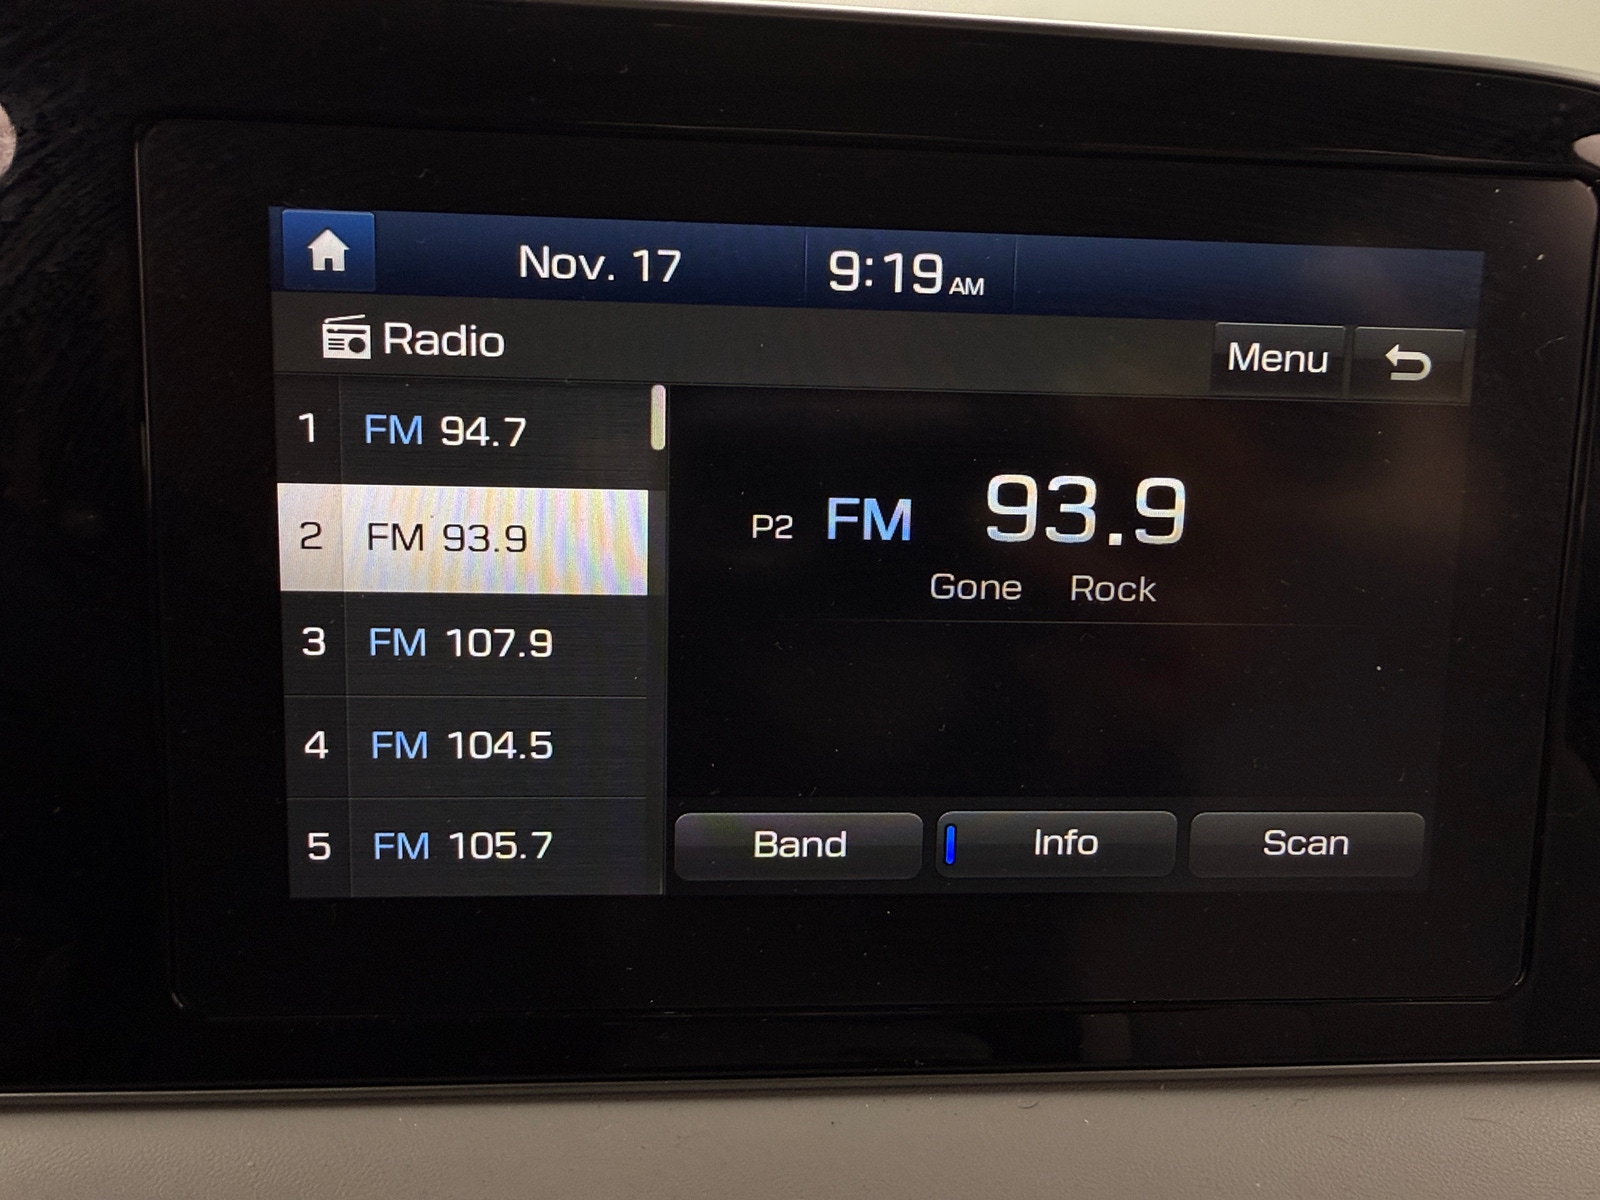 Nov. 17 9:19 AM
Radio
Menu
1 FM 94.7
2 FM 93.9
3 FM 107.9
4 FM 104.5
5 FM 105.7
P2 FM 93.9
Gone Rock
Band Info Scan